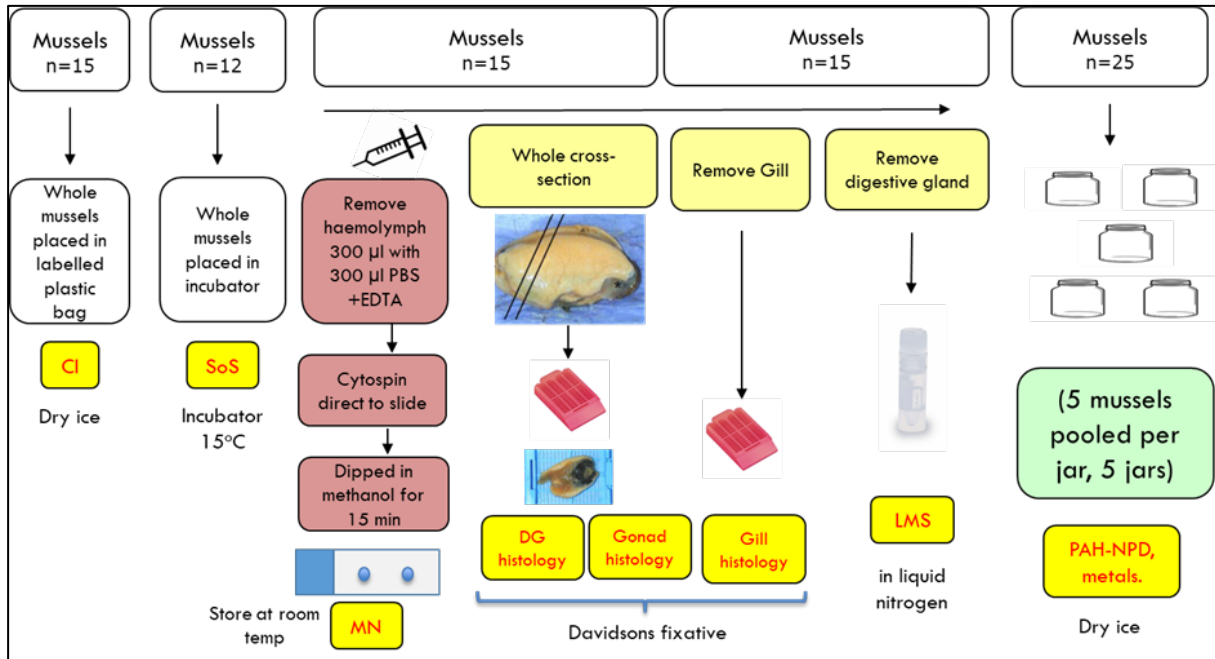 Mussels
n=15
Mussels
n=12
Mussels
n=15
Mussels
n=15
Mussels
n=25
Whole
mussels
placed in
labelled
plastic
bag
CI
Dry ice
Whole
mussels
placed in
incubator
SoS
Incubator
15°C
Remove
haemolymph
300 µl with
300 µl PBS
+EDTA
Cytospin
direct to slide
Dipped in
methanol for
15 min
Store at room
temp
MN
Whole cross-
section
DG
histology
Gonad
histology
Remove Gill
Gill
histology
Davidsons fixative
Remove
digestive gland
LMS
in liquid
nitrogen
(5 mussels
pooled per
jar, 5 jars)
PAH-NPD,
metals.
Dry ice